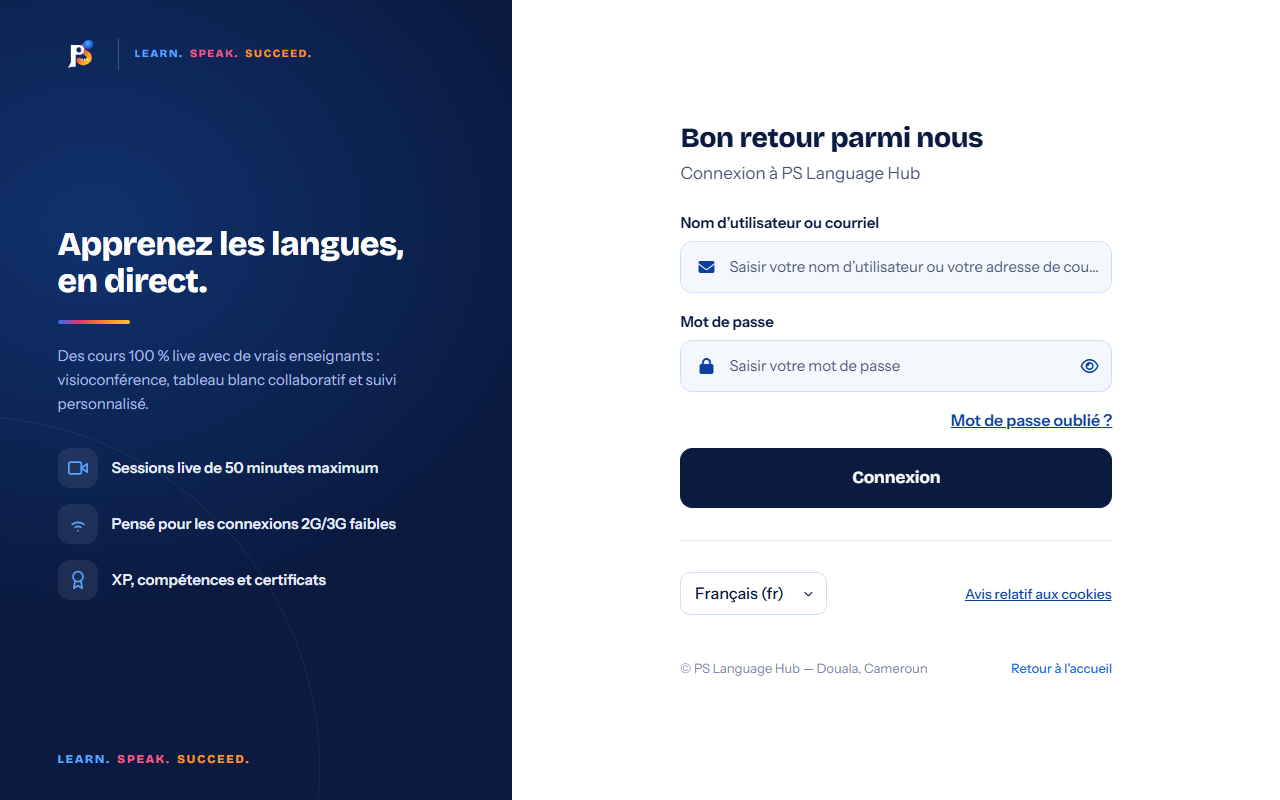 PS
LEARN. SPEAK. SUCCEED.
Apprenez les langues,
en direct.
Des cours 100 % live avec de vrais enseignants :
visioconférence, tableau blanc collaboratif et suivi
personnalisé.
Sessions live de 50 minutes maximum
Pensé pour les connexions 2G/3G faibles
XP, compétences et certificats
LEARN. SPEAK. SUCCEED.
Bon retour parmi nous
Connexion à PS Language Hub
Nom d’utilisateur ou courriel
Saisir votre nom d’utilisateur ou votre adresse de cou...
Mot de passe
Saisir votre mot de passe
Mot de passe oublié ?
Connexion
Français (fr)
Avis relatif aux cookies
© PS Language Hub — Douala, Cameroun
Retour à l’accueil